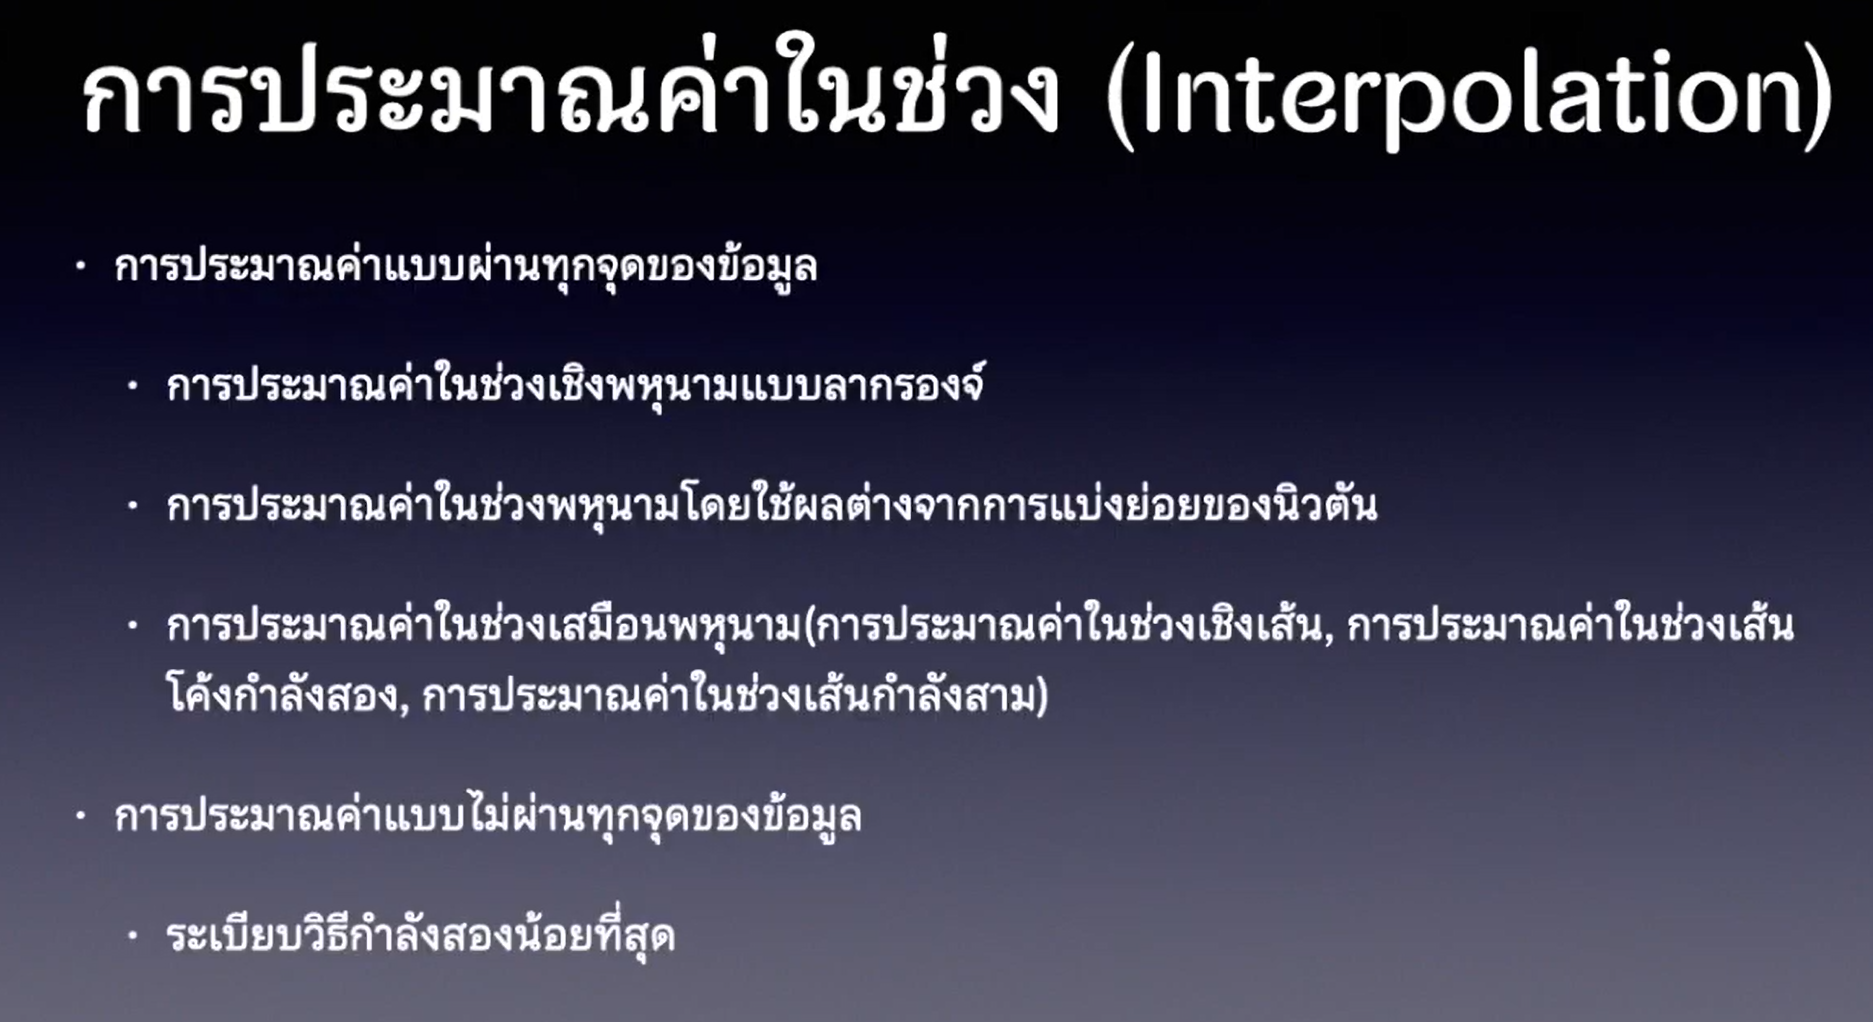 การประมาณค่าในช่วง (Interpolation)
• การประมาณค่าแบบผ่านทุกจุดของข้อมูล
• การประมาณค่าในช่วงเชิงพหุนามแบบลากรองจ์
• การประมาณค่าในช่วงพหุนามโดยใช้ผลต่างจากการแบ่งย่อยของนิวตัน
• การประมาณค่าในช่วงเสมือนพหุนาม(การประมาณค่าในช่วงเชิงเส้น, การประมาณค่าในช่วงเส้น
โค้งกำลังสอง, การประมาณค่าในช่วงเส้นกำลังสาม)
• การประมาณค่าแบบไม่ผ่านทุกจุดของข้อมูล
• ระเบียบวิธีกำลังสองน้อยที่สุด